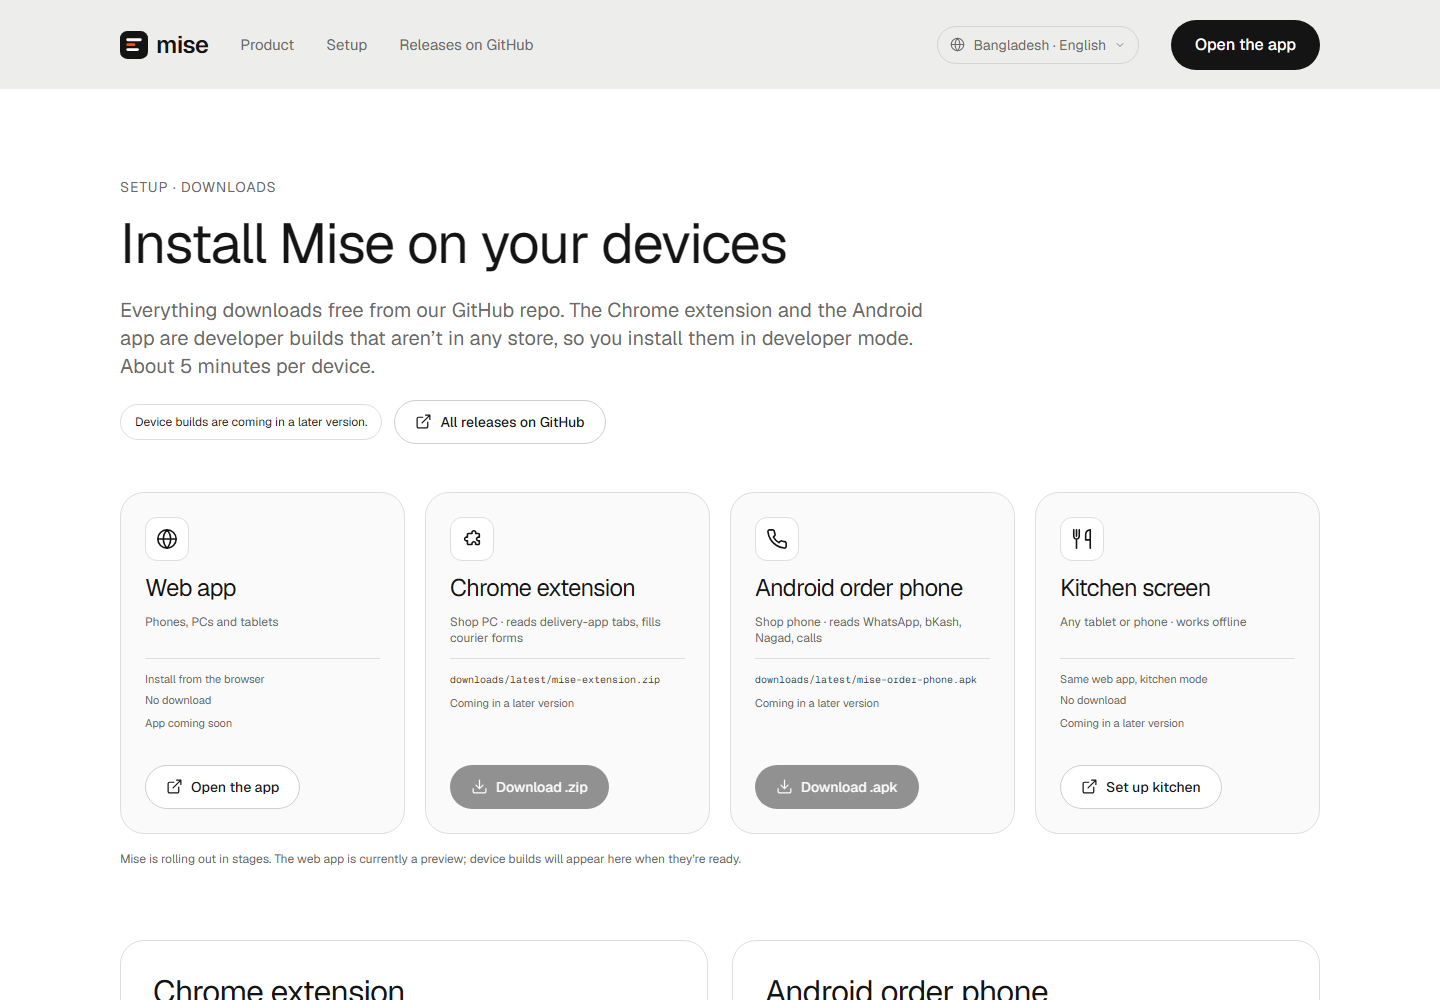 mise
Product
Setup
Releases on GitHub
Bangladesh · English
Open the app
SETUP · DOWNLOADS
Install Mise on your devices
Everything downloads free from our GitHub repo. The Chrome extension and the Android
app are developer builds that aren’t in any store, so you install them in developer mode.
About 5 minutes per device.
Device builds are coming in a later version.
All releases on GitHub
Web app
Phones, PCs and tablets
Install from the browser
No download
App coming soon
Open the app
Chrome extension
Shop PC · reads delivery-app tabs, fills
courier forms
downloads/latest/mise-extension.zip
Coming in a later version
Download .zip
Android order phone
Shop phone · reads WhatsApp, bKash,
Nagad, calls
downloads/latest/mise-order-phone.apk
Coming in a later version
Download .apk
Kitchen screen
Any tablet or phone · works offline
Same web app, kitchen mode
No download
Coming in a later version
Set up kitchen
Mise is rolling out in stages. The web app is currently a preview; device builds will appear here when they're ready.
Chrome extension
Android order phone